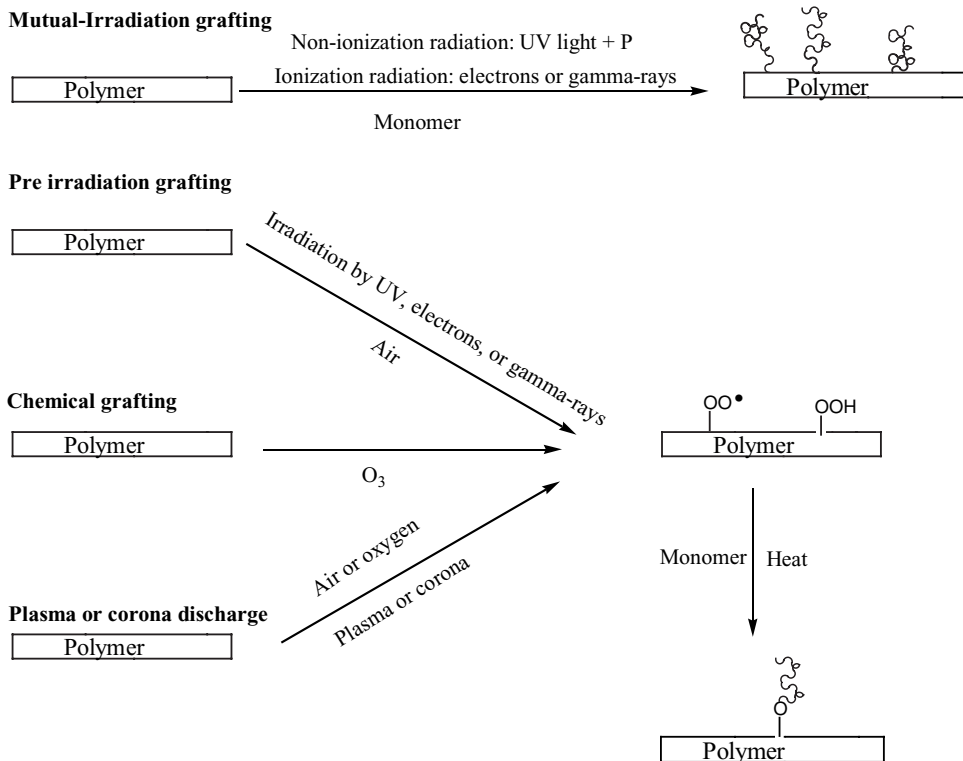 Mutual-Irradiation grafting
Non-ionization radiation: UV light + P
Ionization radiation: electrons or gamma-rays
Polymer
Monomer
Polymer
Pre irradiation grafting
Polymer
Irradiation by UV, electrons, or gamma-rays
Air
Chemical grafting
Polymer
O₃
OO•
OOH
Polymer
Air or oxygen
Plasma or corona
Monomer
Heat
Plasma or corona discharge
Polymer
O
Polymer